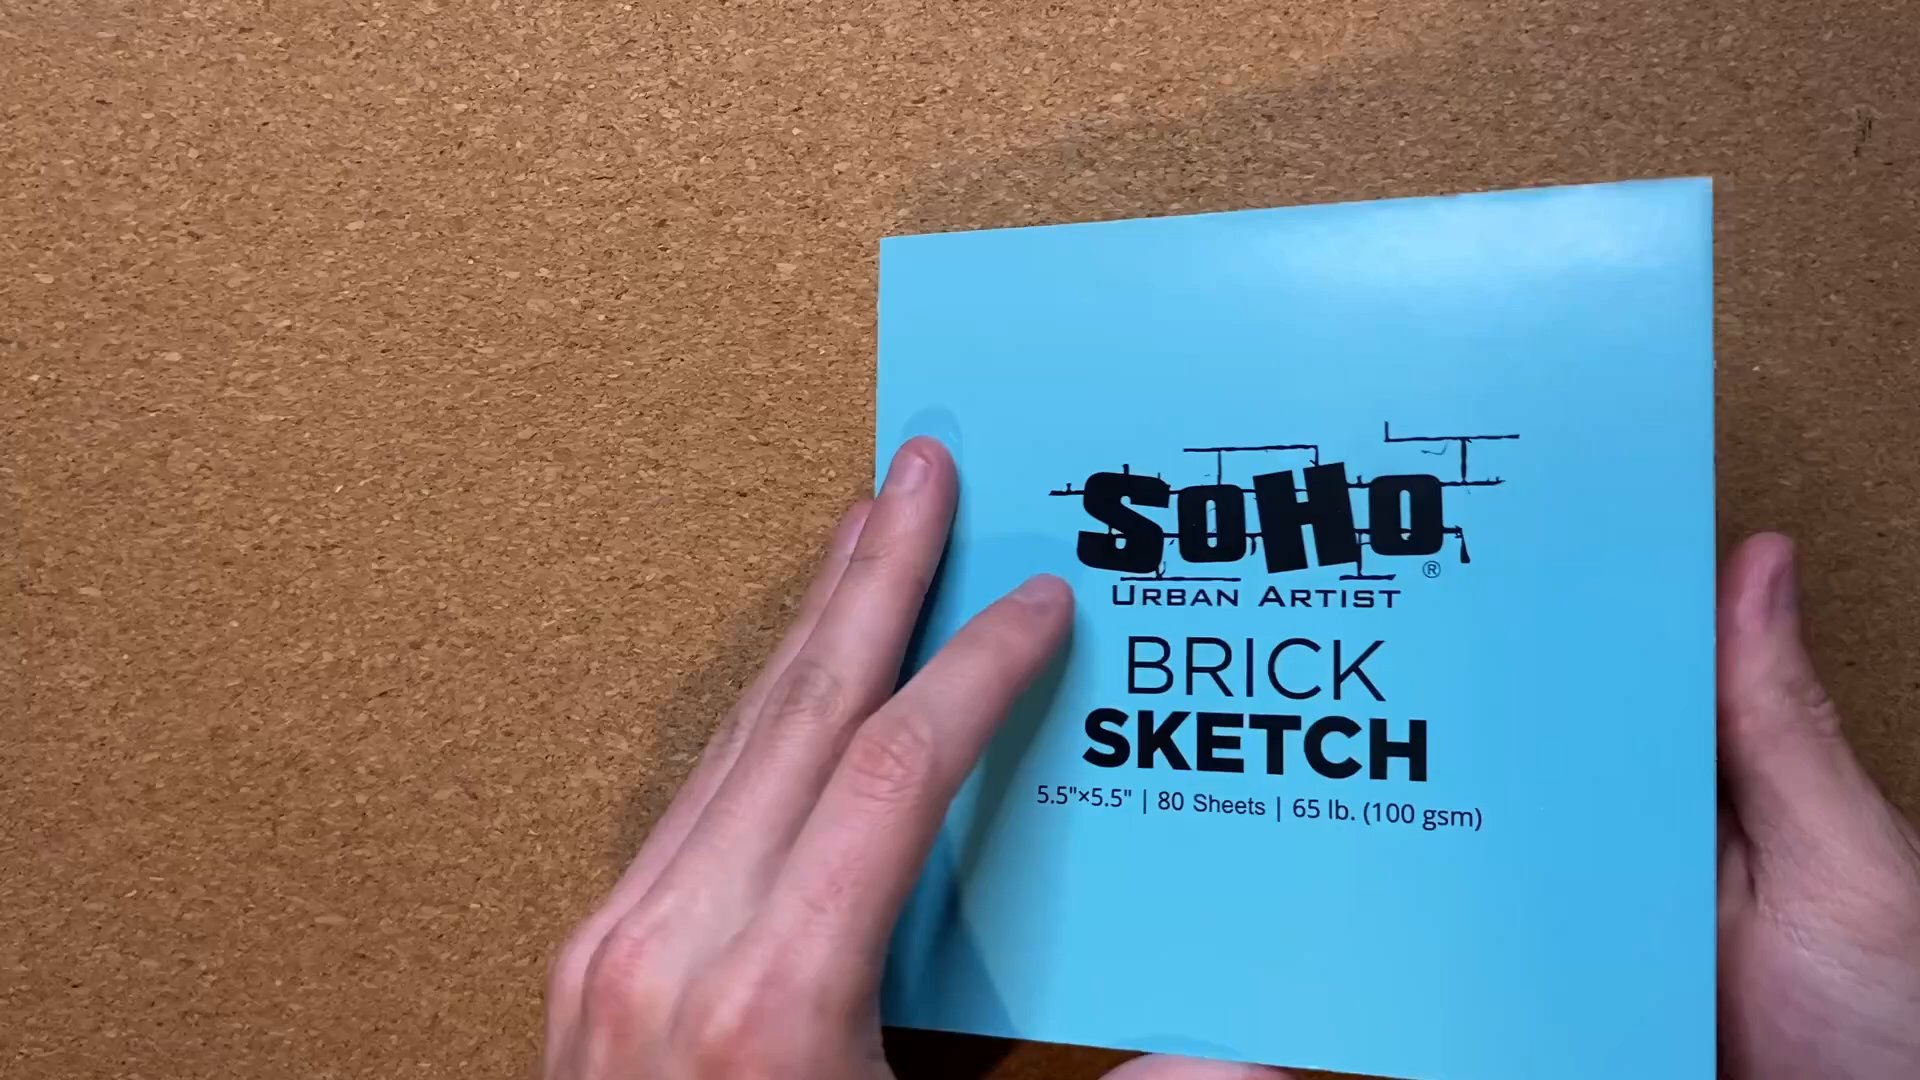 SoHo®
URBAN ARTIST
BRICK
SKETCH
5.5"×5.5" | 80 Sheets | 65 lb. (100 gsm)